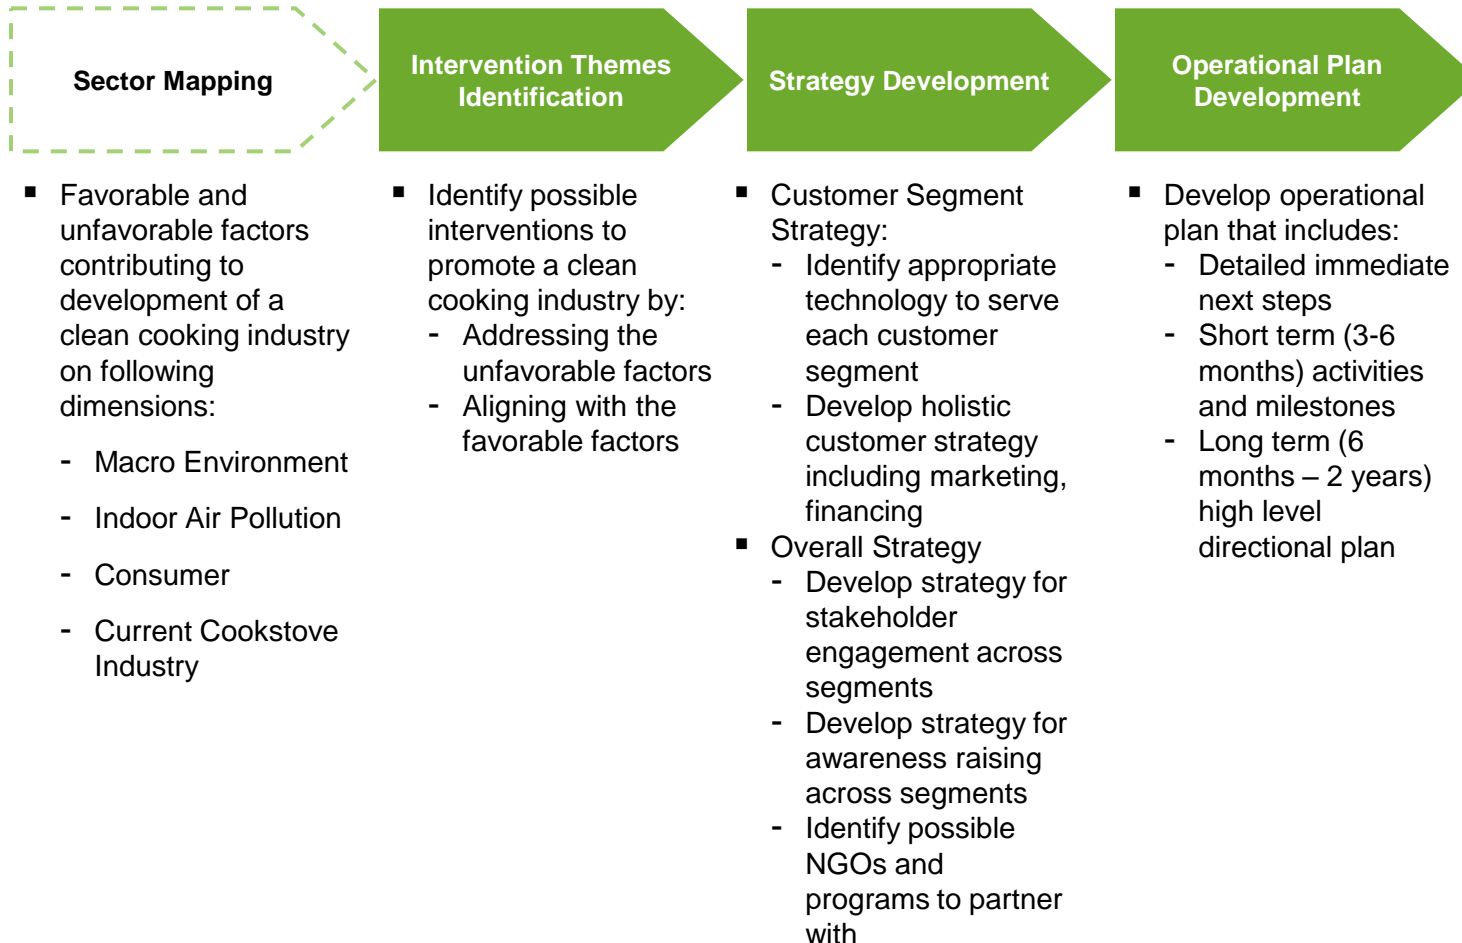 Sector Mapping
Intervention Themes
Identification
Strategy Development
Operational Plan
Development
▪ Favorable and
unfavorable factors
contributing to
development of a
clean cooking industry
on following
dimensions:
- Macro Environment
- Indoor Air Pollution
- Consumer
- Current Cookstove
Industry
▪ Identify possible
interventions to
promote a clean
cooking industry by:
- Addressing the
unfavorable factors
- Aligning with the
favorable factors
▪ Customer Segment
Strategy:
- Identify appropriate
technology to serve
each customer
segment
- Develop holistic
customer strategy
including marketing,
financing
▪ Overall Strategy
- Develop strategy for
stakeholder
engagement across
segments
- Develop strategy for
awareness raising
across segments
- Identify possible
NGOs and
programs to partner
with
▪ Develop operational
plan that includes:
- Detailed immediate
next steps
- Short term (3-6
months) activities
and milestones
- Long term (6
months – 2 years)
high level
directional plan